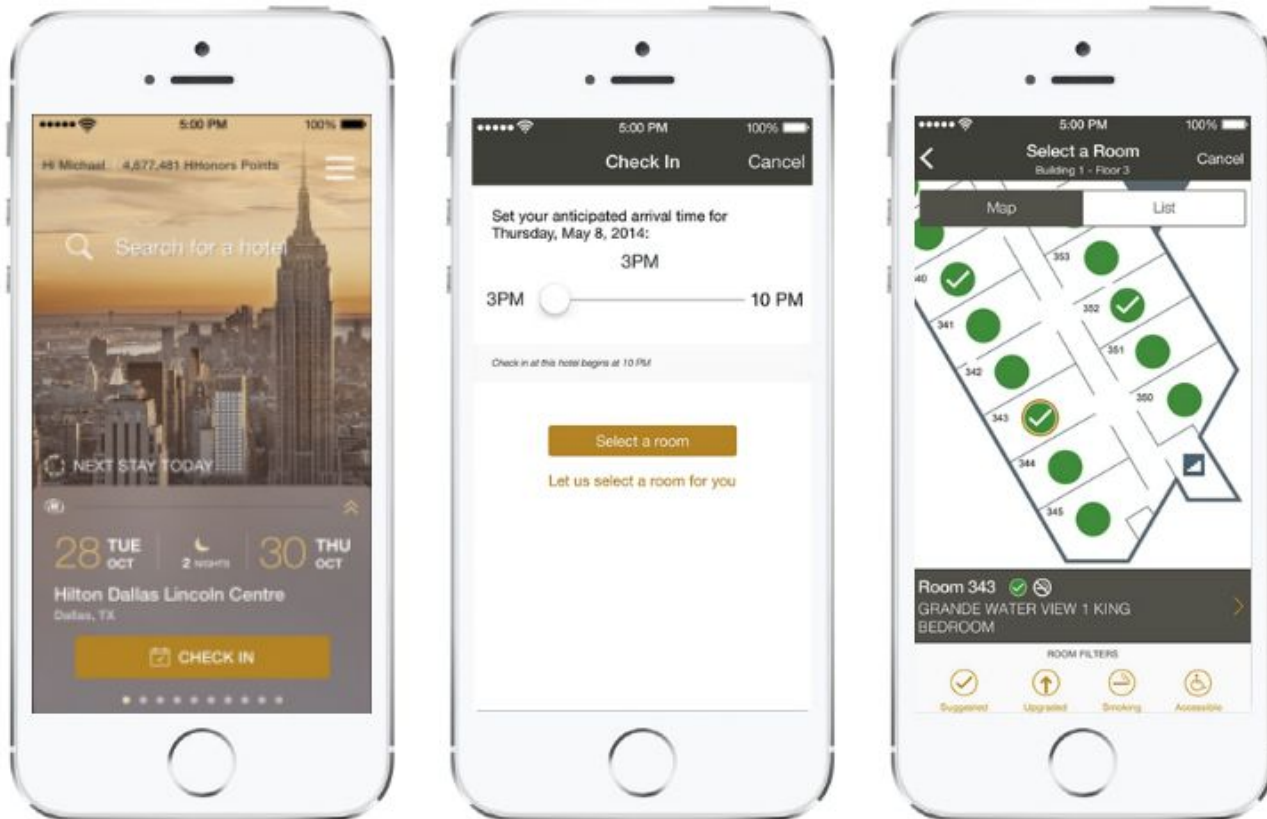 5:00 PM 100%
Hi Michael 4,677,481 HHonors Points
Search for a hotel
NEXT STAY TODAY
28 TUE OCT 2 NIGHTS 30 THU OCT
Hilton Dallas Lincoln Centre
Dallas, TX
CHECK IN
5:00 PM 100%
Check In Cancel
Set your anticipated arrival time for
Thursday, May 8, 2014:
3PM
3PM 10 PM
Check in at this hotel begins at 10 PM
Select a room
Let us select a room for you
5:00 PM 100%
Select a Room Cancel
Building 1 - Floor 3
Map List
353
340
352
341
351
342
350
343
344
345
Room 343
GRANDE WATER VIEW 1 KING
BEDROOM
ROOM FILTERS
Suggested Upgraded Smoking Accessible